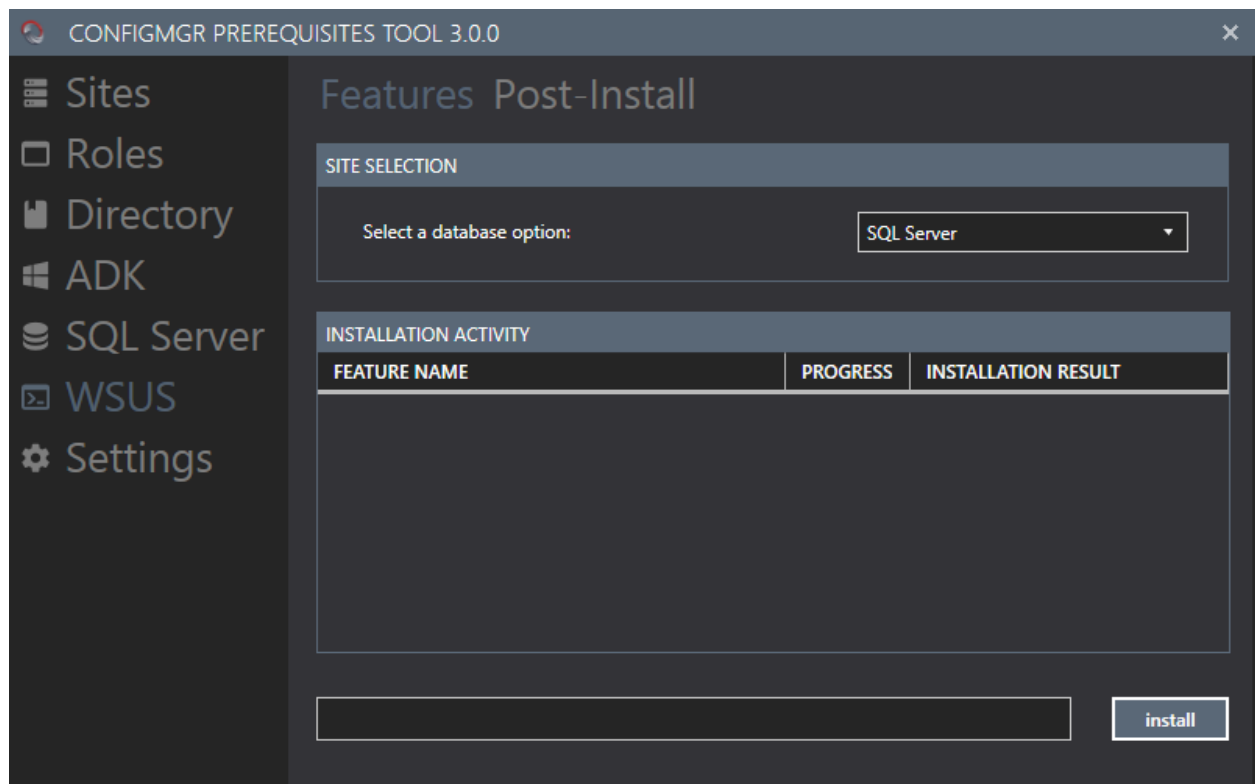 CONFIGMGR PREREQUISITES TOOL 3.0.0
Sites
Roles
Directory
ADK
SQL Server
WSUS
Settings
Features Post-Install
SITE SELECTION
Select a database option: SQL Server
INSTALLATION ACTIVITY
FEATURE NAME PROGRESS INSTALLATION RESULT
install